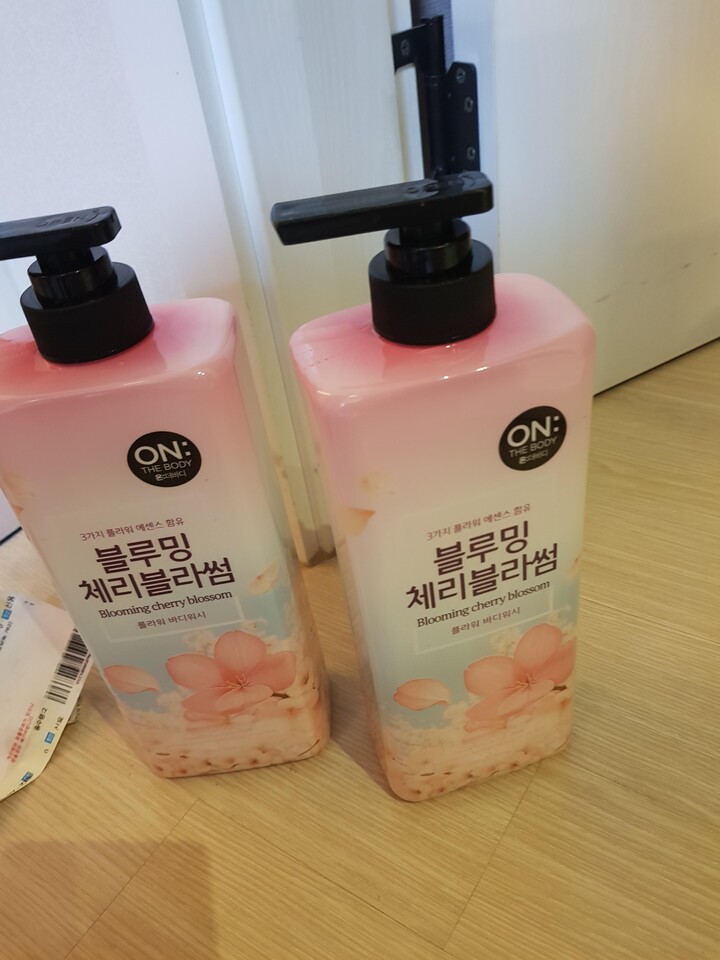 ON:
THE BODY
온:더바디
3가지 플라워 에센스 함유
블루밍
체리블라썸
Blooming cherry blossom
플라워 바디워시
ON:
THE BODY
온:더바디
3가지 플라워 에센스 함유
블루밍
체리블라썸
Blooming cherry blossom
플라워 바디워시